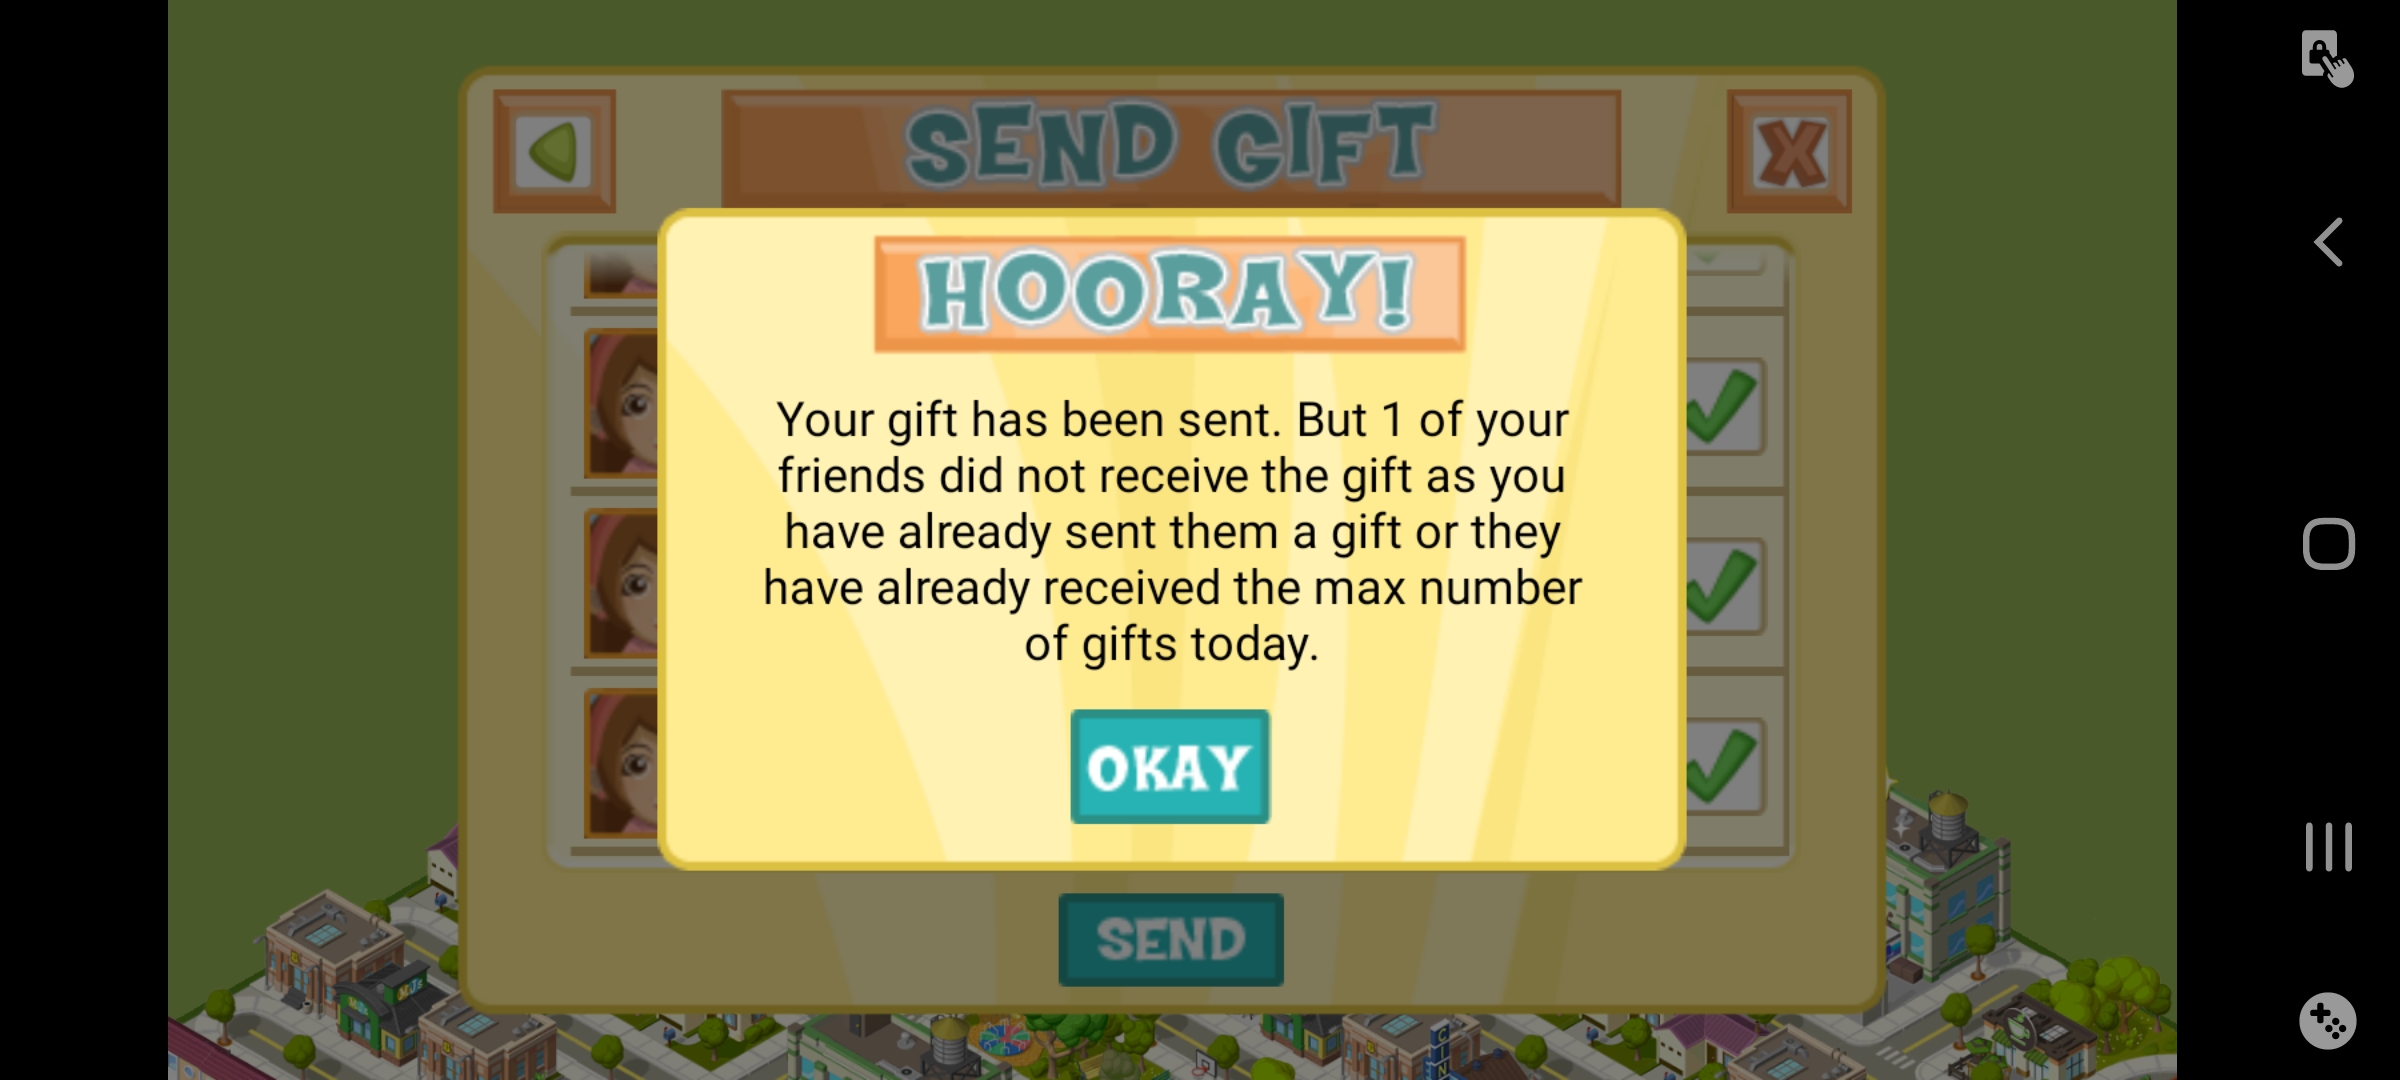 SEND GIFT
HOORAY!
Your gift has been sent. But 1 of your
friends did not receive the gift as you
have already sent them a gift or they
have already received the max number
of gifts today.
OKAY
SEND
MJs